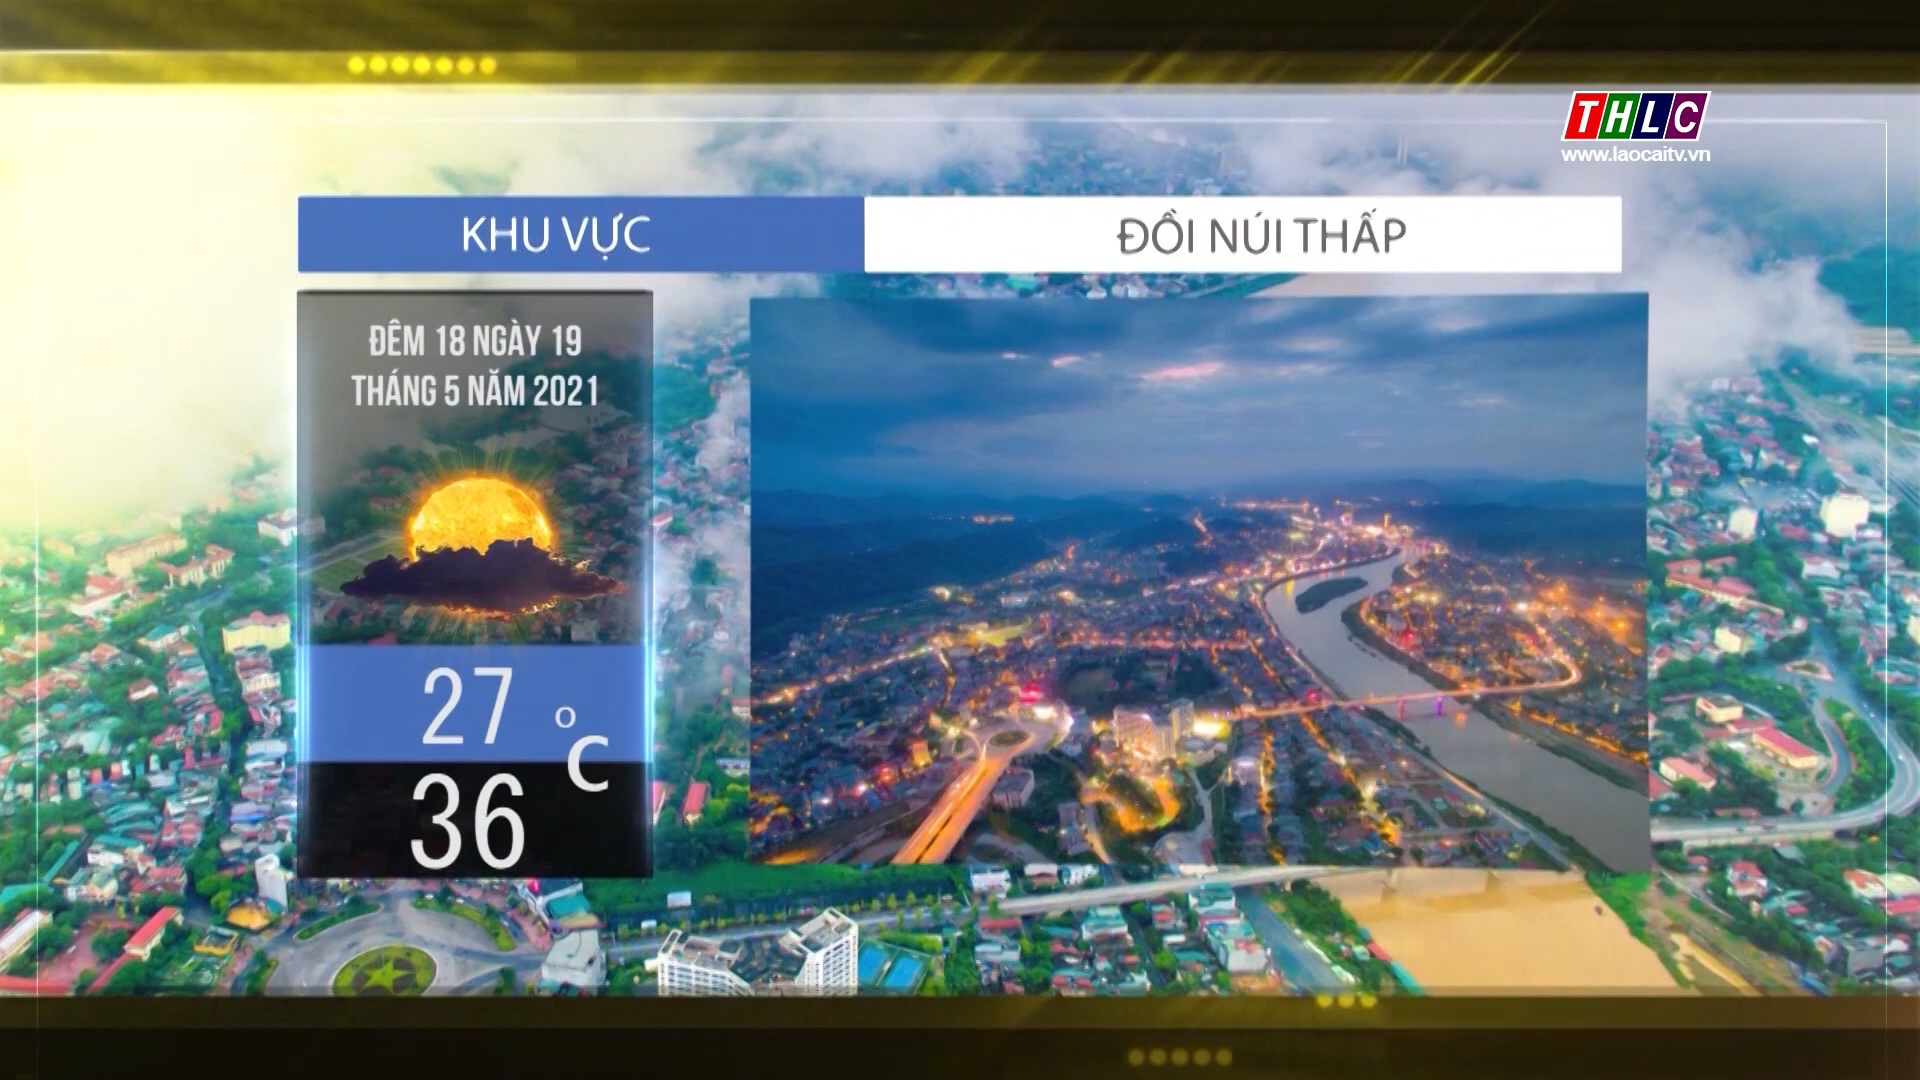 THLC
www.laocaitv.vn
KHU VỰC
ĐỒI NÚI THẤP
ĐÊM 18 NGÀY 19
THÁNG 5 NĂM 2021
27
°C
36